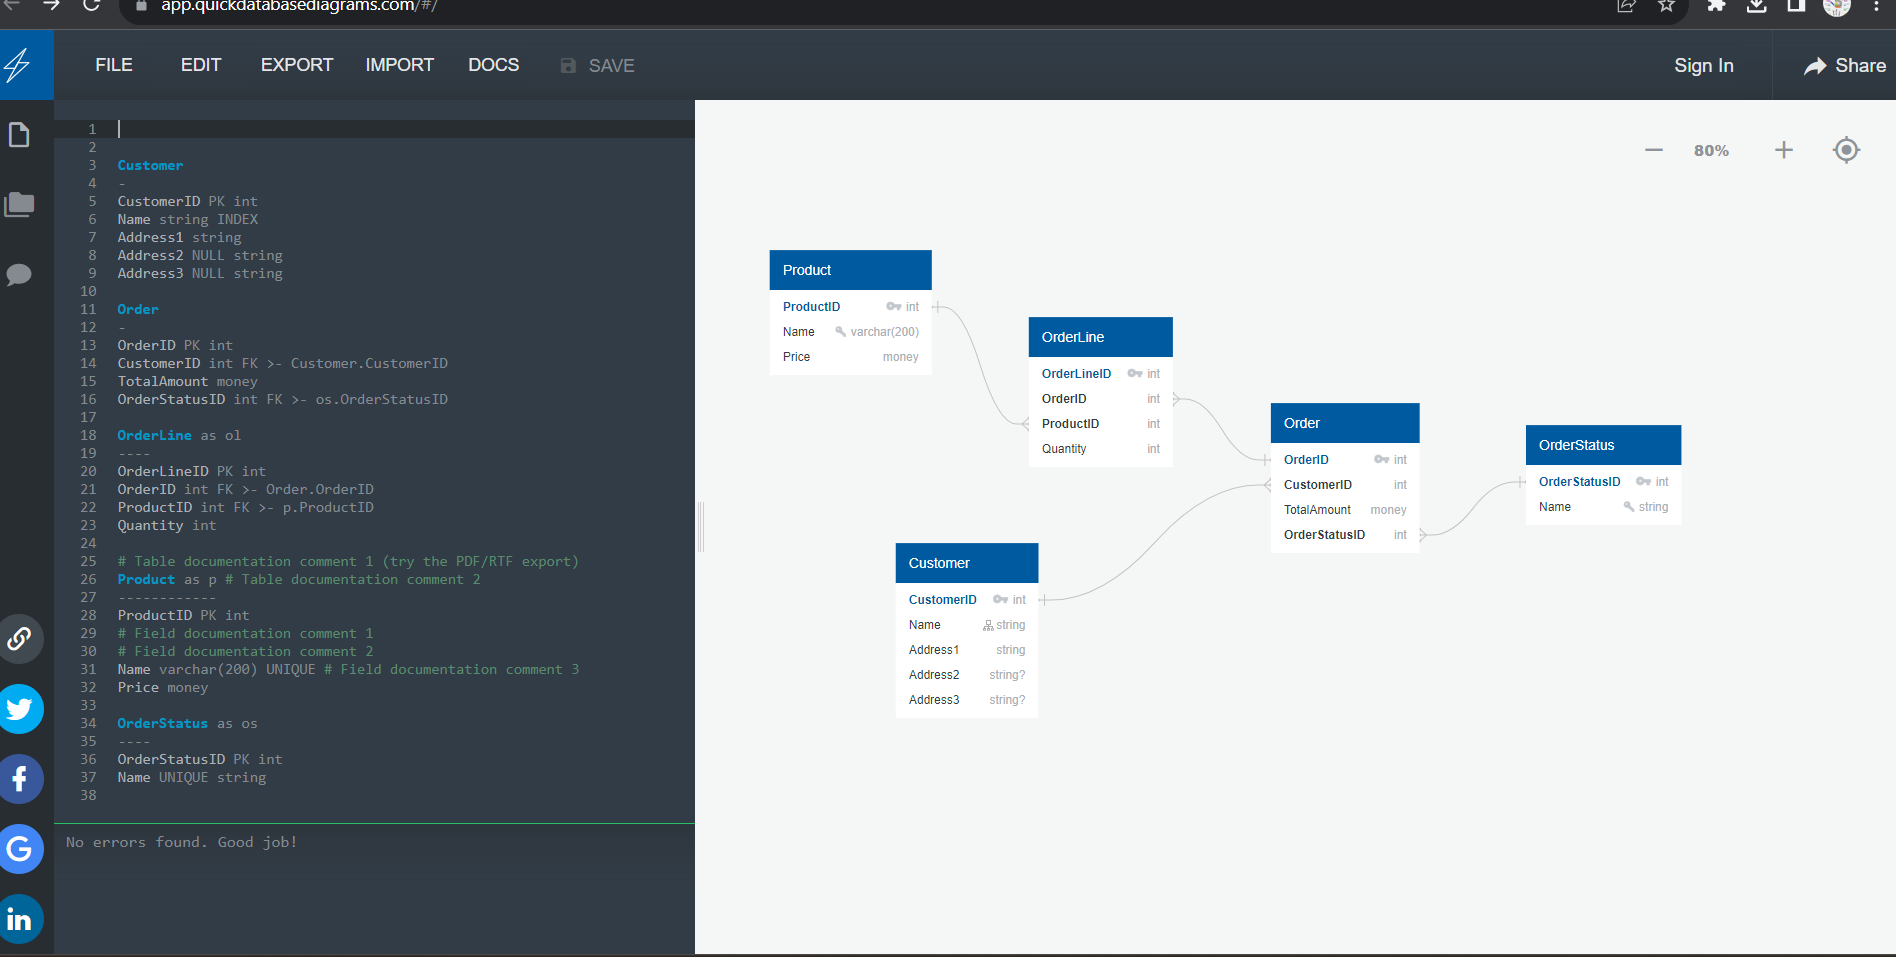 app.quickdatabasediagrams.com/#/
FILE EDIT EXPORT IMPORT DOCS SAVE Sign In Share
1
2
3 Customer
4 -
5 CustomerID PK int
6 Name string INDEX
7 Address1 string
8 Address2 NULL string
9 Address3 NULL string
10
11 Order
12 -
13 OrderID PK int
14 CustomerID int FK >- Customer.CustomerID
15 TotalAmount money
16 OrderStatusID int FK >- os.OrderStatusID
17
18 OrderLine as ol
19 ----
20 OrderLineID PK int
21 OrderID int FK >- Order.OrderID
22 ProductID int FK >- p.ProductID
23 Quantity int
24
25 # Table documentation comment 1 (try the PDF/RTF export)
26 Product as p # Table documentation comment 2
27 ------------
28 ProductID PK int
29 # Field documentation comment 1
30 # Field documentation comment 2
31 Name varchar(200) UNIQUE # Field documentation comment 3
32 Price money
33
34 OrderStatus as os
35 ----
36 OrderStatusID PK int
37 Name UNIQUE string
38
No errors found. Good job!
80%
Product
ProductID int
Name varchar(200)
Price money
OrderLine
OrderLineID int
OrderID int
ProductID int
Quantity int
Order
OrderID int
CustomerID int
TotalAmount money
OrderStatusID int
OrderStatus
OrderStatusID int
Name string
Customer
CustomerID int
Name string
Address1 string
Address2 string?
Address3 string?